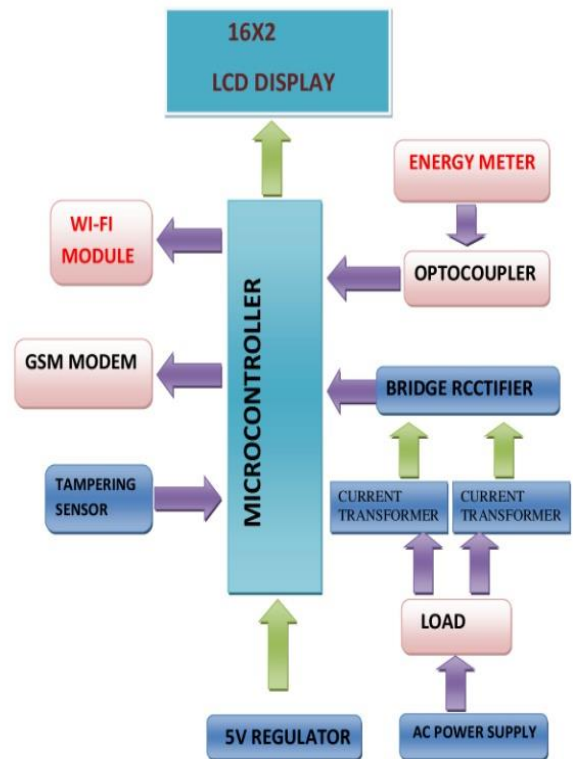 16X2
LCD DISPLAY
ENERGY METER
WI-FI
MODULE
OPTOCOUPLER
MICROCONTROLLER
GSM MODEM
BRIDGE RCCTIFIER
TAMPERING
SENSOR
CURRENT
TRANSFORMER
CURRENT
TRANSFORMER
LOAD
5V REGULATOR
AC POWER SUPPLY